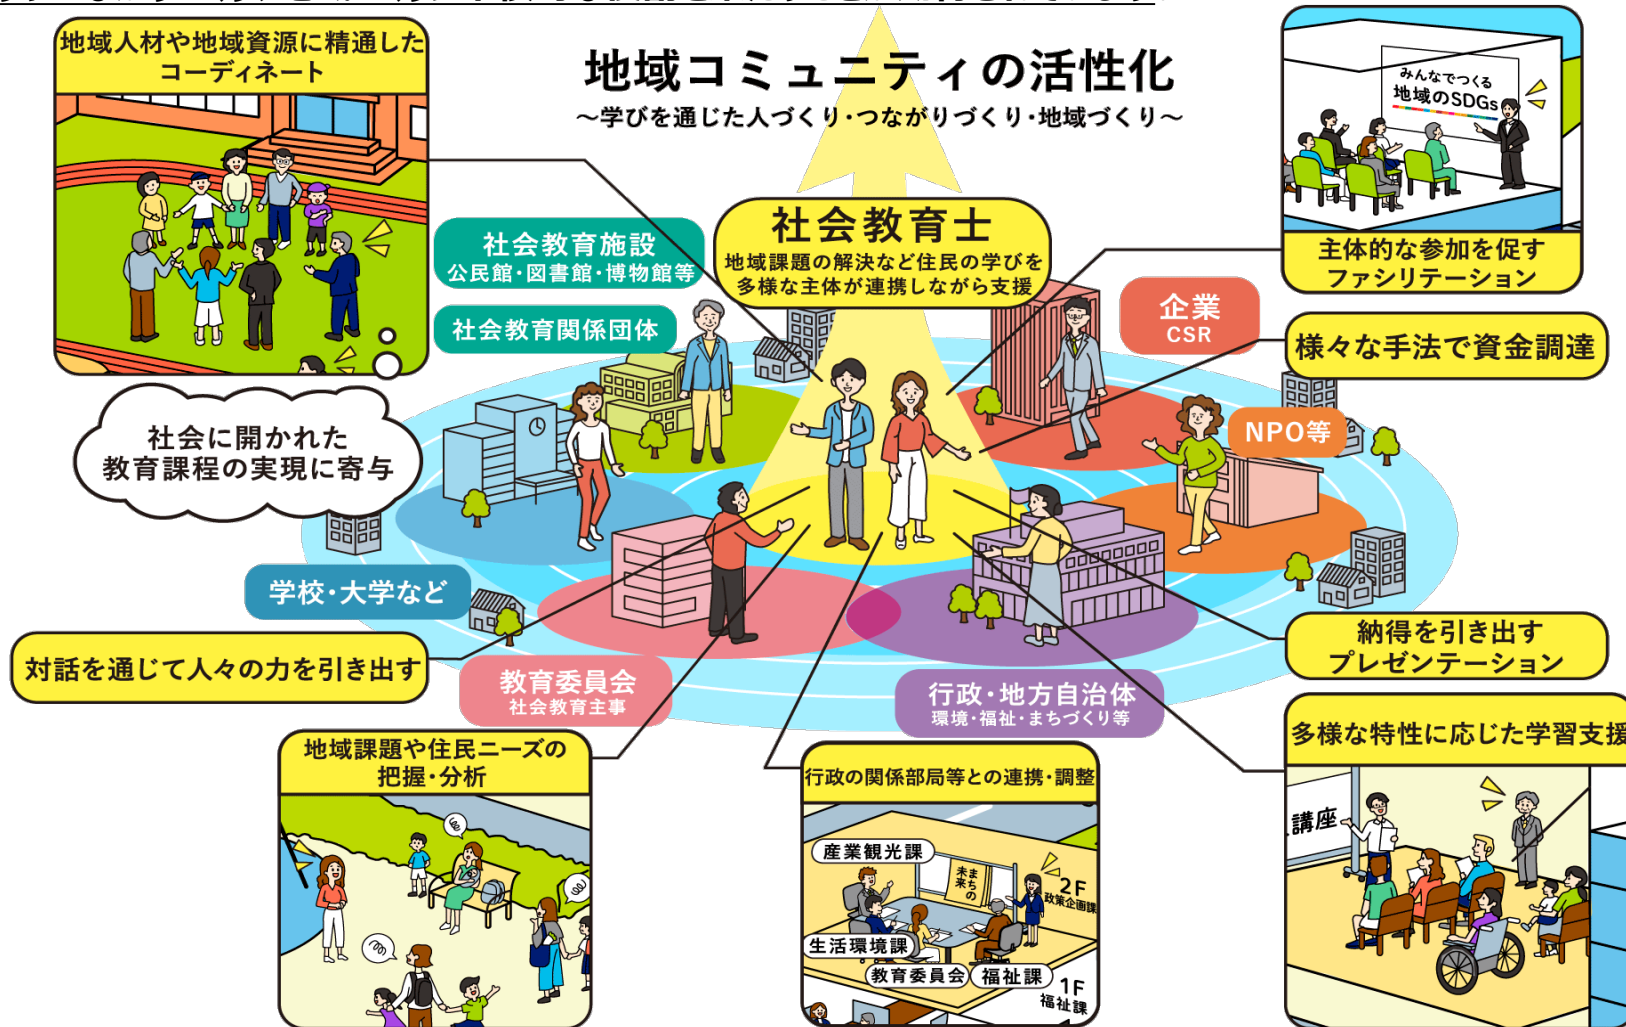 地域人材や地域資源に精通した
コーディネート
地域コミュニティの活性化
～学びを通じた人づくり・つながりづくり・地域づくり～
みんなでつくる
地域のSDGs
主体的な参加を促す
ファシリテーション
社会教育士
地域課題の解決など住民の学びを
多様な主体が連携しながら支援
社会教育施設
公民館・図書館・博物館等
社会教育関係団体
企業
CSR
様々な手法で資金調達
NPO等
社会に開かれた
教育課程の実現に寄与
学校・大学など
対話を通じて人々の力を引き出す
教育委員会
社会教育主事
行政・地方自治体
環境・福祉・まちづくり等
納得を引き出す
プレゼンテーション
地域課題や住民ニーズの
把握・分析
行政の関係部局等との連携・調整
産業観光課
まちの
未来
2F
政策企画課
生活環境課
教育委員会
福祉課
1F
福祉課
多様な特性に応じた学習支援
講座